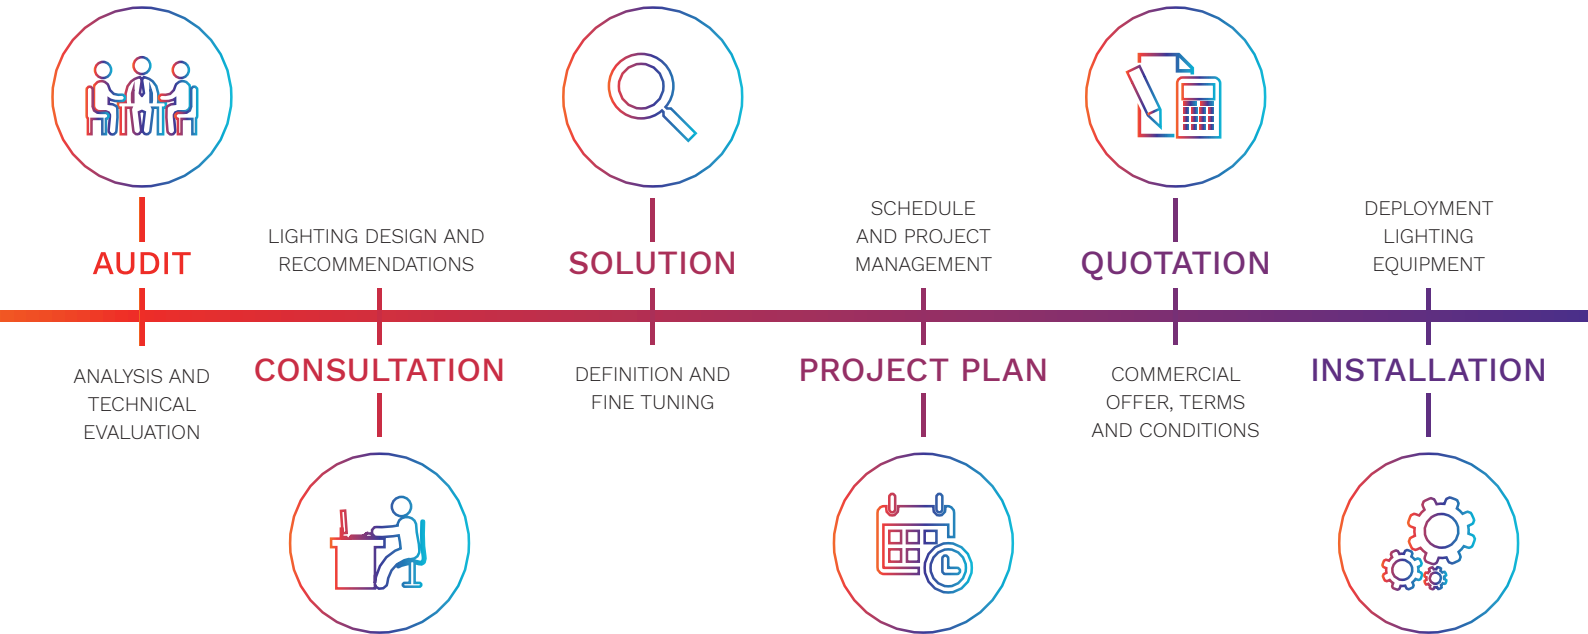 AUDIT
ANALYSIS AND
TECHNICAL
EVALUATION
LIGHTING DESIGN AND
RECOMMENDATIONS
CONSULTATION
SOLUTION
DEFINITION AND
FINE TUNING
SCHEDULE
AND PROJECT
MANAGEMENT
PROJECT PLAN
QUOTATION
COMMERCIAL
OFFER, TERMS
AND CONDITIONS
DEPLOYMENT
LIGHTING
EQUIPMENT
INSTALLATION